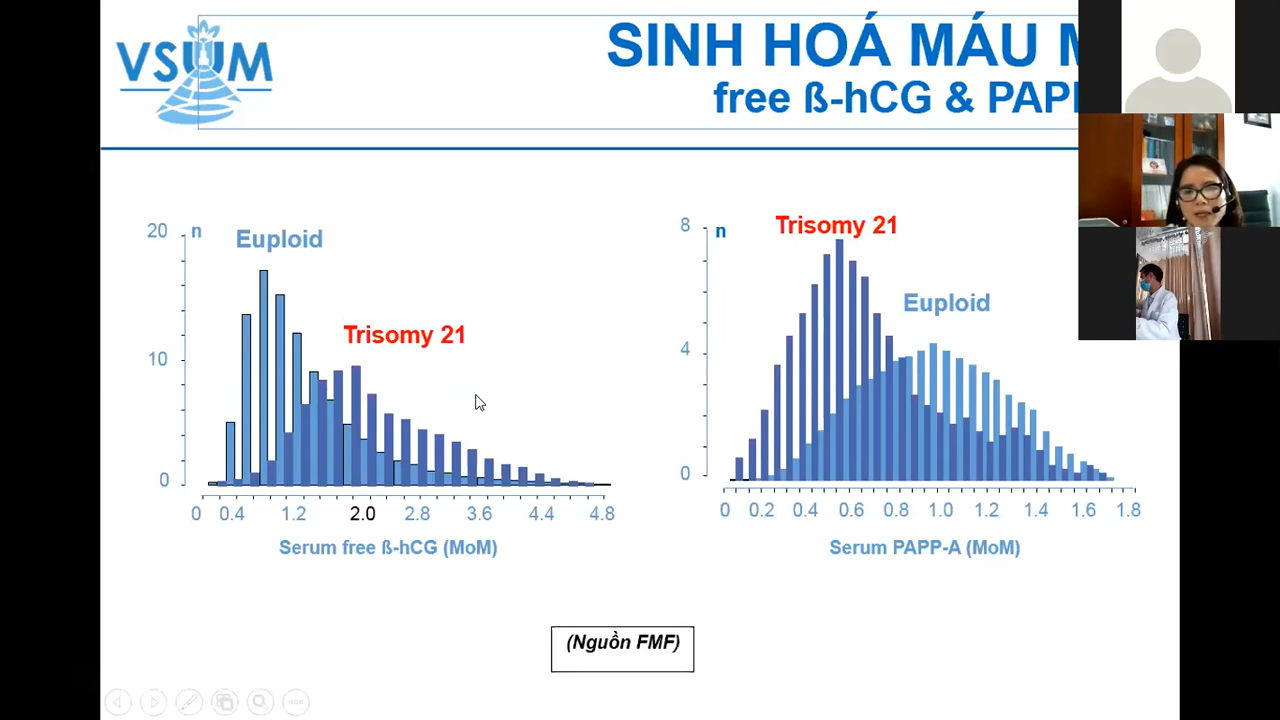 VSUM
SINH HOÁ MÁU
free ß-hCG & PAPP
20
n
Euploid
Trisomy 21
10
0
0 0.4 1.2 2.0 2.8 3.6 4.4 4.8
Serum free ß-hCG (MoM)
8
n
Trisomy 21
Euploid
4
0
0 0.2 0.4 0.6 0.8 1.0 1.2 1.4 1.6 1.8
Serum PAPP-A (MoM)
(Nguồn FMF)